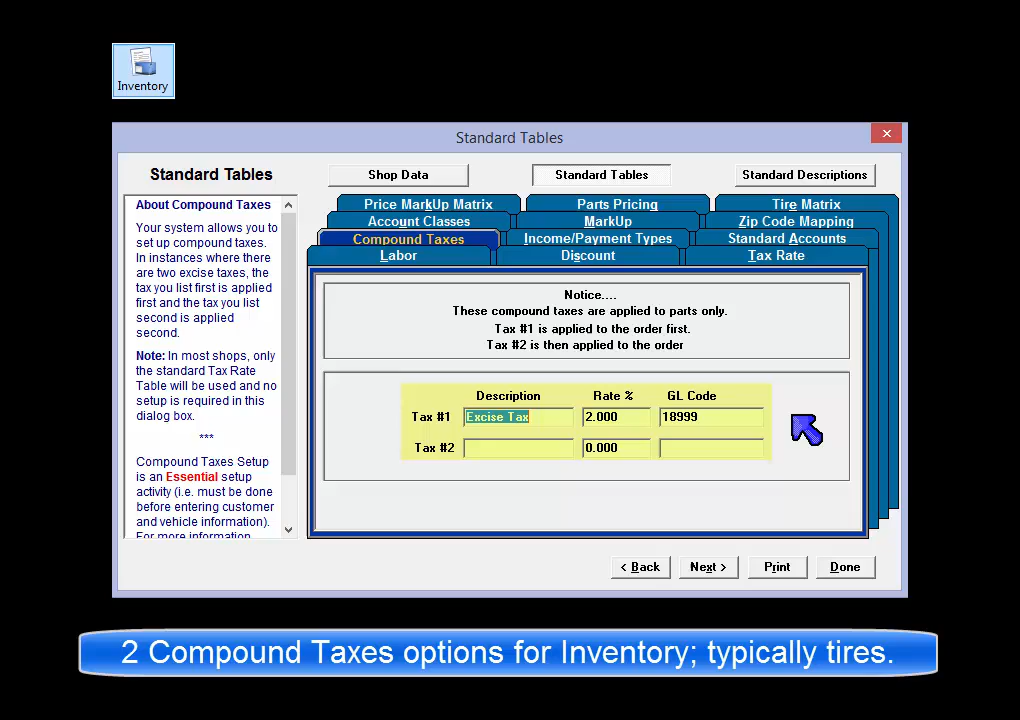 Inventory
Standard Tables
Standard Tables
Shop Data
Standard Tables
Standard Descriptions
About Compound Taxes
Your system allows you to
set up compound taxes.
In instances where there
are two excise taxes, the
tax you list first is applied
first and the tax you list
second is applied
second.
Note: In most shops, only
the standard Tax Rate
Table will be used and no
setup is required in this
dialog box.
***
Compound Taxes Setup
is an Essential setup
activity (i.e. must be done
before entering customer
and vehicle information).
For more information
Price MarkUp Matrix
Parts Pricing
Tire Matrix
Account Classes
MarkUp
Zip Code Mapping
Compound Taxes
Income/Payment Types
Standard Accounts
Labor
Discount
Tax Rate
Notice....
These compound taxes are applied to parts only.
Tax #1 is applied to the order first.
Tax #2 is then applied to the order
Description Rate % GL Code
Tax #1 Excise Tax 2.000 18999
Tax #2 0.000
< Back
Next >
Print
Done
2 Compound Taxes options for Inventory; typically tires.